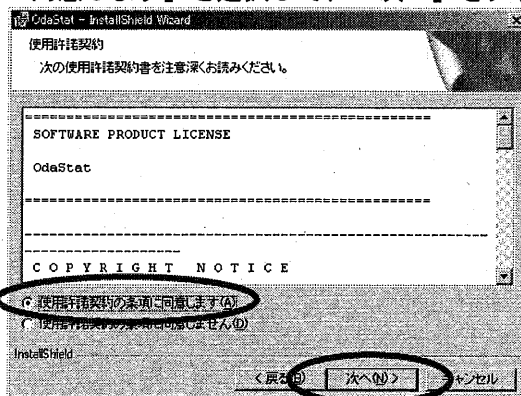 OdaStat - InstallShield Wizard
使用許諾契約
次の使用許諾契約書を注意深くお読みください。
SOFTWARE PRODUCT LICENSE
OdaStat
COPYRIGHT NOTICE
使用許諾契約の条項に同意します(A)
使用許諾契約の条項に同意しません(D)
InstallShield
< 戻る(B) 次へ(N) > キャンセル